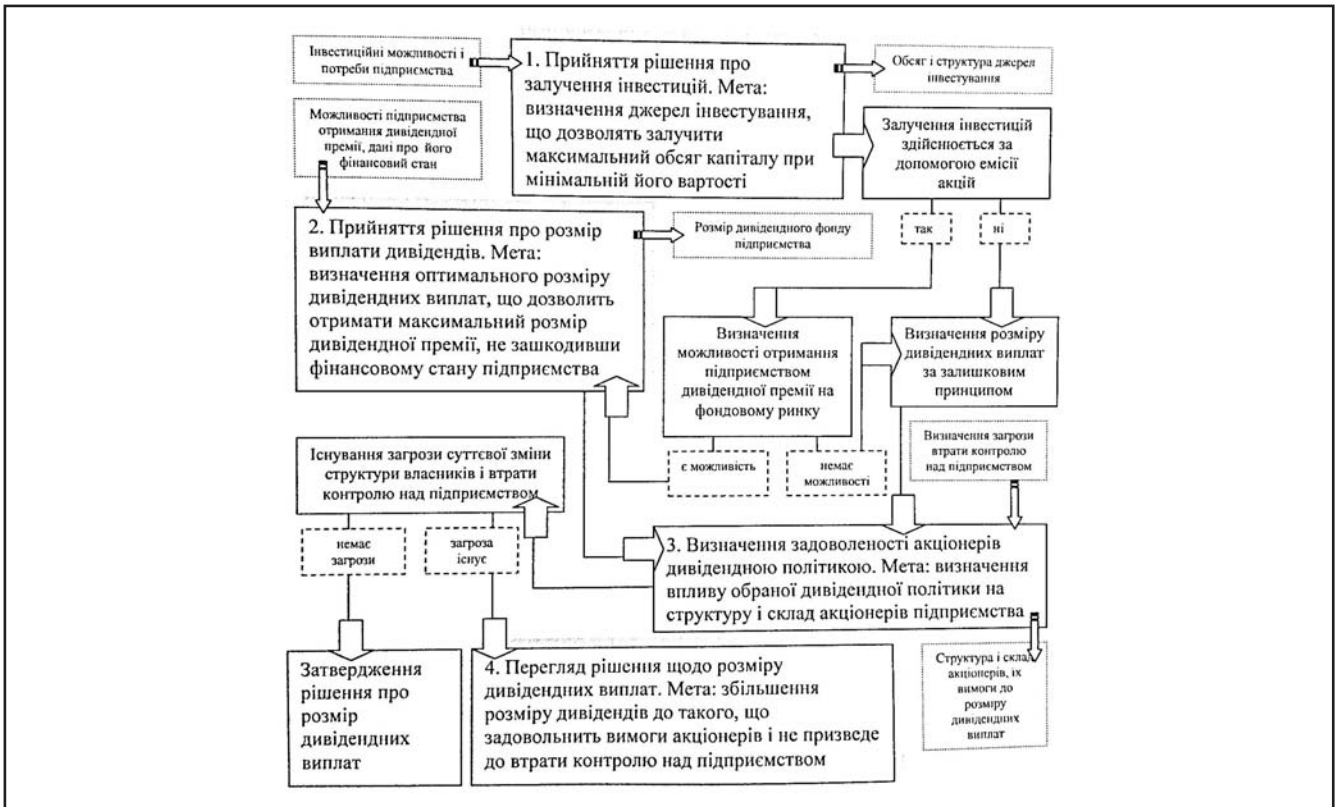 Інвестиційні можливості і
потреби підприємства
1. Прийняття рішення про
залучення інвестицій. Мета:
визначення джерел інвестування,
що дозволять залучити
максимальний обсяг капіталу при
мінімальній його вартості
Обсяг і структура джерел
інвестування
Можливості підприємства
отримання дивідендної
премії, дані про його
фінансовий стан
Залучення інвестицій
здійснюється за
допомогою емісії
акцій
так
ні
2. Прийняття рішення про розмір
виплати дивідендів. Мета:
визначення оптимального розміру
дивідендних виплат, що дозволить
отримати максимальний розмір
дивідендної премії, не зашкодивши
фінансовому стану підприємства
Розмір дивідендного фонду
підприємства
Визначення
можливості отримання
підприємством
дивідендної премії на
фондовому ринку
Визначення розміру
дивідендних виплат
за залишковим
принципом
є можливість
немає
можливості
Визначення загрози
втрати контролю
над підприємством
Існування загрози суттєвої зміни
структури власників і втрати
контролю над підприємством
немає
загрози
загроза
існує
3. Визначення задоволеності акціонерів
дивідендною політикою. Мета: визначення
впливу обраної дивідендної політики на
структуру і склад акціонерів підприємства
Затвердження
рішення про
розмір
дивідендних
виплат
4. Перегляд рішення щодо розміру
дивідендних виплат. Мета: збільшення
розміру дивідендів до такого, що
задовольнить вимоги акціонерів і не призведе
до втрати контролю над підприємством
Структура і склад
акціонерів, їх
вимоги до
розміру
дивідендних
виплат